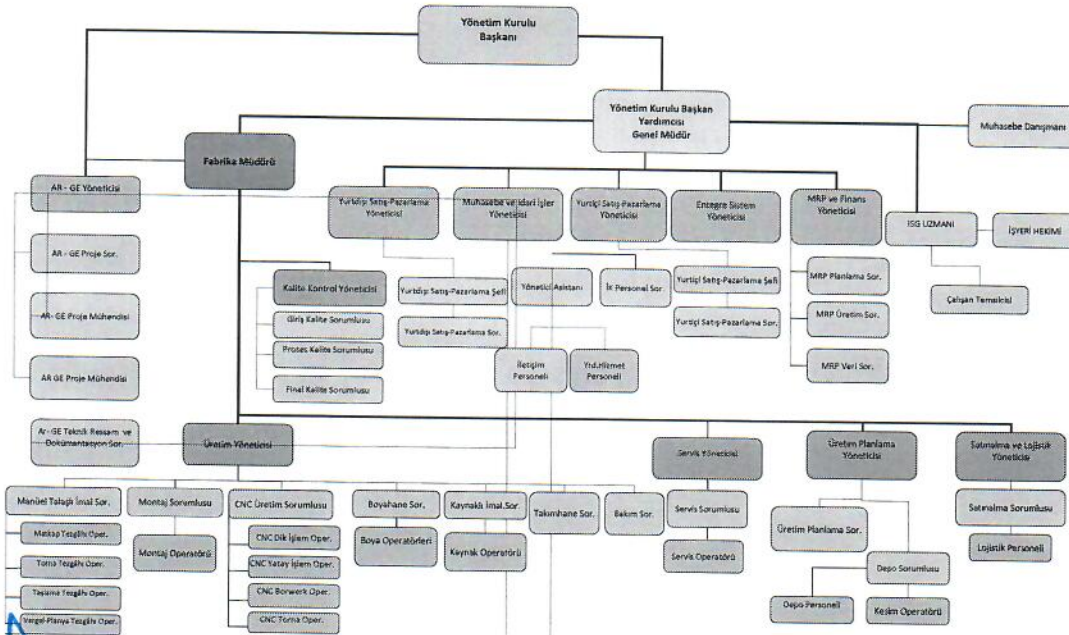 Yönetim Kurulu
Başkanı
Yönetim Kurulu Başkan
Yardımcısı
Genel Müdür
Muhasebe Danışmanı
Fabrika Müdürü
AR - GE Yöneticisi
Yurtdışı Satış-Pazarlama
Yöneticisi
Muhasebe ve İdari İşler
Yöneticisi
Yurtiçi Satış-Pazarlama
Yöneticisi
Entegre Sistem
Yöneticisi
MRP ve Finans
Yöneticisi
ISG UZMANI
İŞYERİ HEKİMİ
AR - GE Proje Sor.
Kalite Kontrol Yöneticisi
Yurtdışı Satış-Pazarlama Şefi
Yönetici Asistanı
İK Personel Sor.
Yurtiçi Satış-Pazarlama Şefi
MRP Planlama Sor.
Çalışan Temsilcisi
AR- GE Proje Mühendisi
Giriş Kalite Sorumlusu
Yurtdışı Satış-Pazarlama Sor.
Yurtiçi Satış-Pazarlama Sor.
MRP Üretim Sor.
Proses Kalite Sorumlusu
İletişim
Personeli
Yrd.Hizmet
Personeli
MRP Veri Sor.
AR GE Proje Mühendisi
Final Kalite Sorumlusu
Ar- GE Teknik Ressam ve
Dokümantasyon Sor.
Üretim Yöneticisi
Servis Yöneticisi
Üretim Planlama
Yöneticisi
Satınalma ve Lojistik
Yöneticisi
Manüel Talaşlı İmal Sor.
Montaj Sorumlusu
CNC Üretim Sorumlusu
Boyahane Sor.
Kaynaklı İmal.Sor
Takımhane Sor.
Bakım Sor.
Servis Sorumlusu
Üretim Planlama Sor.
Satınalma Sorumlusu
Matkap Tezgâhı Oper.
Montaj Operatörü
CNC Dik İşlem Oper.
Boya Operatörleri
Kaynak Operatörü
Servis Operatörü
Lojistik Personeli
Torna Tezgâhı Oper.
CNC Yatay İşlem Oper.
Depo Sorumlusu
Taşlama Tezgâhı Oper.
CNC Borwerk Oper.
Depo Personeli
Kesim Operatörü
Vargel-Planya Tezgâhı Oper.
CNC Torna Oper.